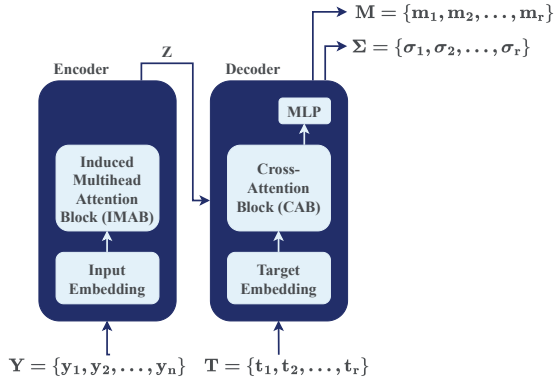 M = {m₁, m₂, . . . , mᵣ}
Σ = {σ₁, σ₂, . . . , σᵣ}
Z
Encoder
Decoder
MLP
Induced
Multihead
Attention
Block (IMAB)
Cross-
Attention
Block (CAB)
Input
Embedding
Target
Embedding
Y = {y₁, y₂, . . . , yₙ}
T = {t₁, t₂, . . . , tᵣ}